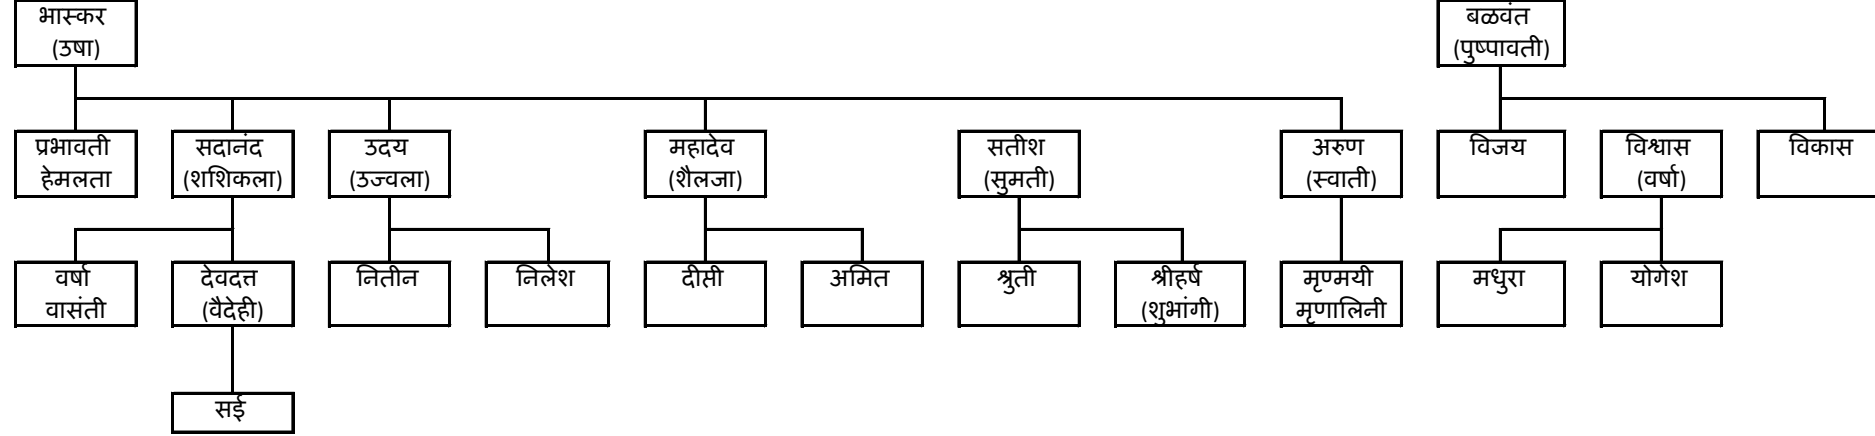 भास्कर
(उषा)
बळवंत
(पुष्पावती)
प्रभावती
हेमलता
सदानंद
(शशिकला)
उदय
(उज्वला)
महादेव
(शैलजा)
सतीश
(सुमती)
अरुण
(स्वाती)
विजय
विश्वास
(वर्षा)
विकास
वर्षा
वासंती
देवदत्त
(वैदेही)
नितीन
निलेश
दीप्ती
अमित
श्रुती
श्रीहर्ष
(शुभांगी)
मृण्मयी
मृणालिनी
मधुरा
योगेश
सई